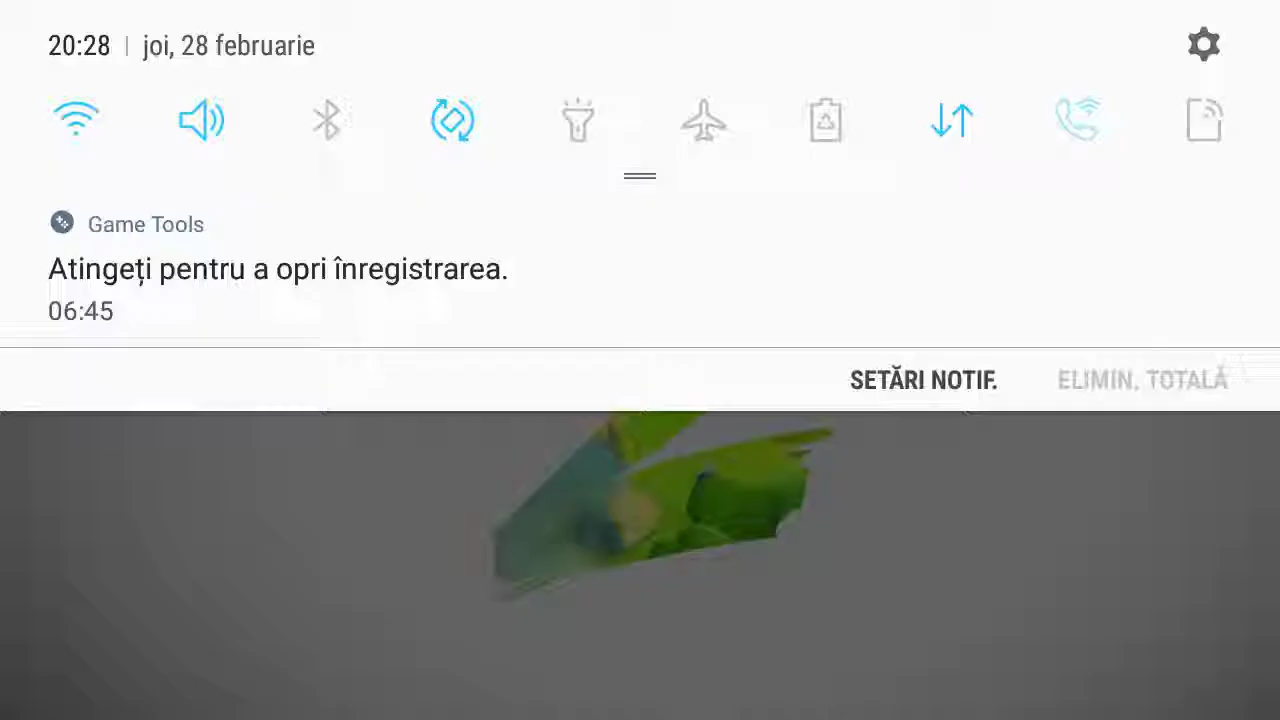 20:28 | joi, 28 februarie
Game Tools
Atingeți pentru a opri înregistrarea.
06:45
SETĂRI NOTIF. ELIMIN. TOTALĂ